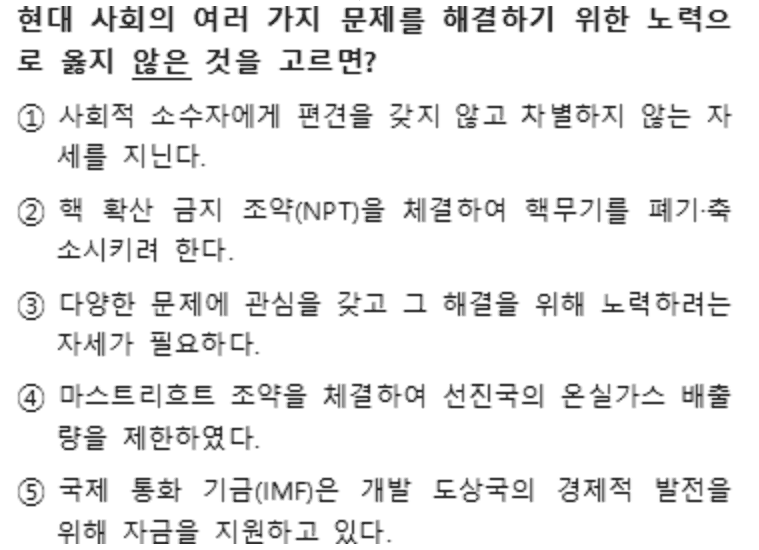 현대 사회의 여러 가지 문제를 해결하기 위한 노력으
로 옳지 않은 것을 고르면?
① 사회적 소수자에게 편견을 갖지 않고 차별하지 않는 자
세를 지닌다.
② 핵 확산 금지 조약(NPT)을 체결하여 핵무기를 폐기·축
소시키려 한다.
③ 다양한 문제에 관심을 갖고 그 해결을 위해 노력하려는
자세가 필요하다.
④ 마스트리흐트 조약을 체결하여 선진국의 온실가스 배출
량을 제한하였다.
⑤ 국제 통화 기금(IMF)은 개발 도상국의 경제적 발전을
위해 자금을 지원하고 있다.